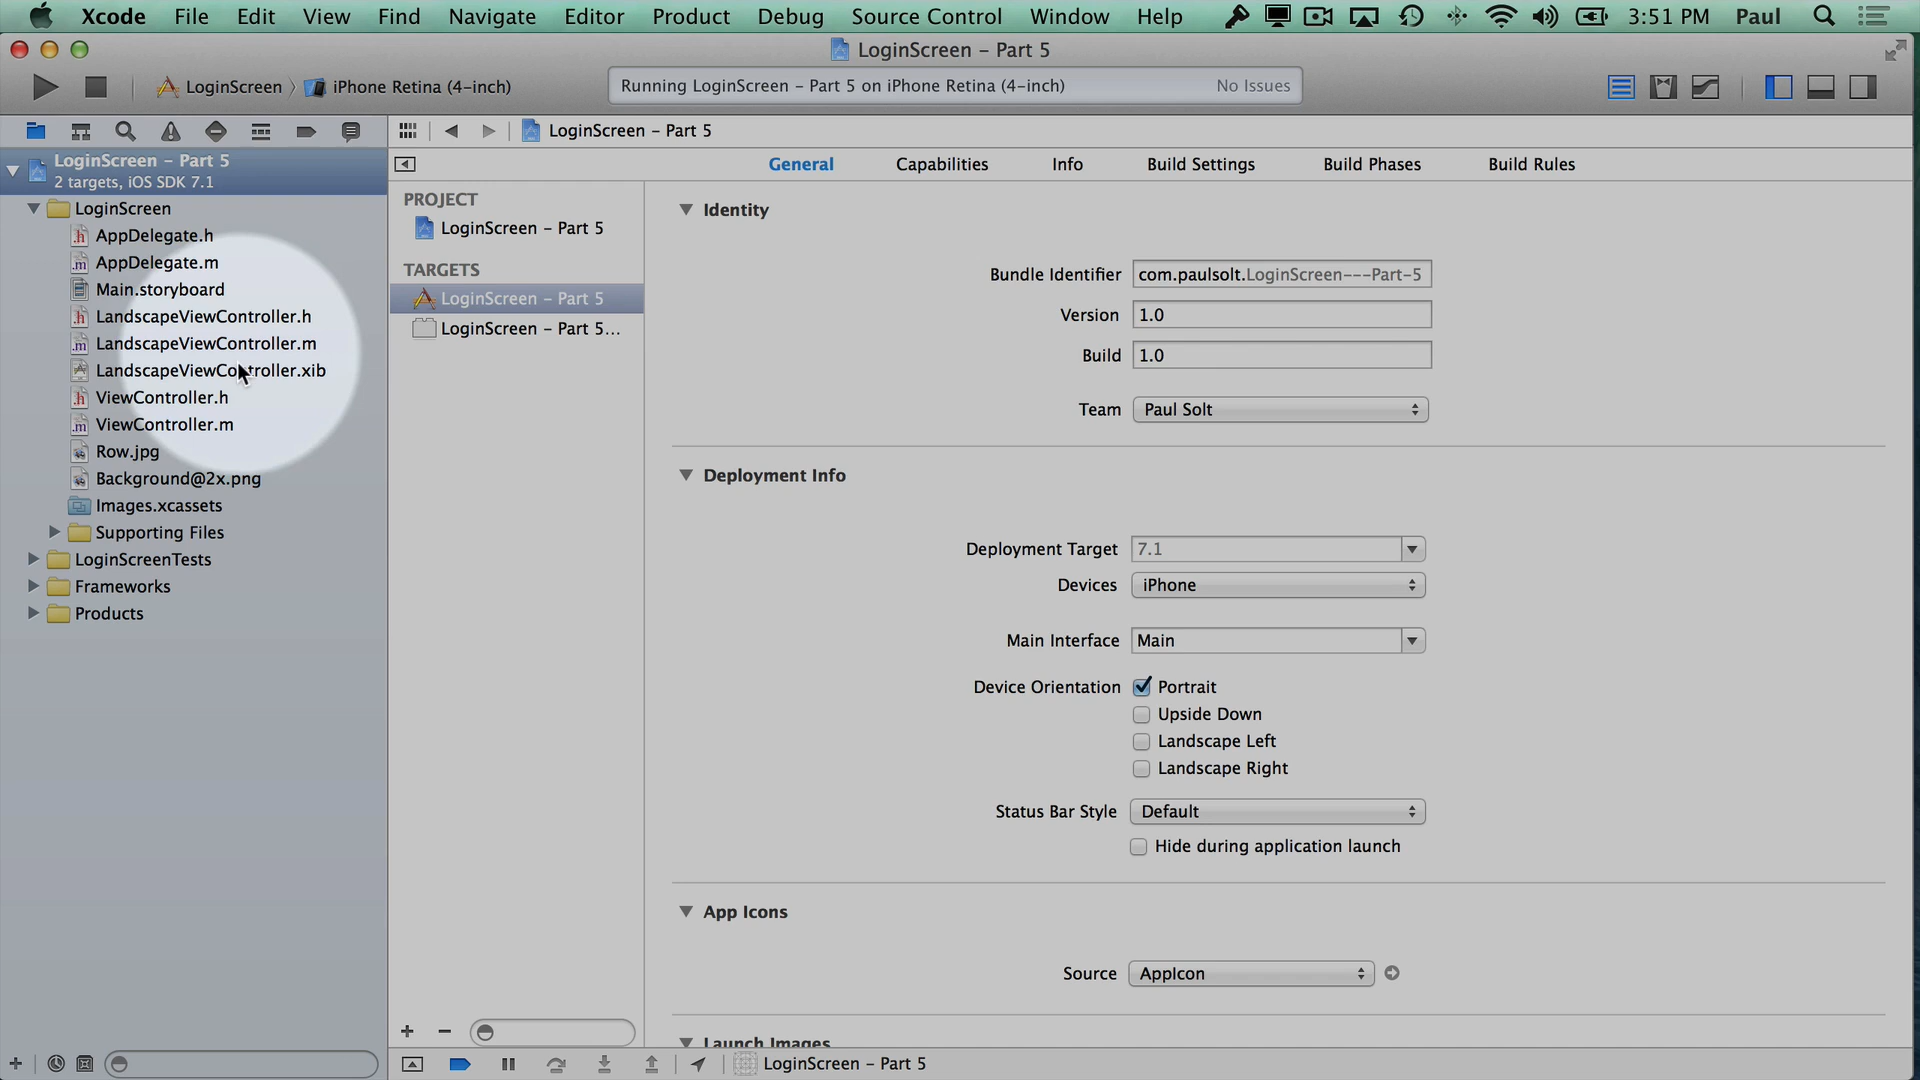 Xcode File Edit View Find Navigate Editor Product Debug Source Control Window Help 3:51 PM Paul
LoginScreen – Part 5
LoginScreen iPhone Retina (4-inch)
Running LoginScreen – Part 5 on iPhone Retina (4-inch) No Issues
LoginScreen – Part 5
LoginScreen – Part 5
2 targets, iOS SDK 7.1
LoginScreen
AppDelegate.h
AppDelegate.m
Main.storyboard
LandscapeViewController.h
LandscapeViewController.m
LandscapeViewController.xib
ViewController.h
ViewController.m
Row.jpg
Background@2x.png
Images.xcassets
Supporting Files
LoginScreenTests
Frameworks
Products
General Capabilities Info Build Settings Build Phases Build Rules
PROJECT
LoginScreen – Part 5
TARGETS
LoginScreen – Part 5
LoginScreen – Part 5...
Identity
Bundle Identifier com.paulsolt.LoginScreen---Part-5
Version 1.0
Build 1.0
Team Paul Solt
Deployment Info
Deployment Target 7.1
Devices iPhone
Main Interface Main
Device Orientation Portrait
Upside Down
Landscape Left
Landscape Right
Status Bar Style Default
Hide during application launch
App Icons
Source AppIcon
Launch Images
LoginScreen – Part 5